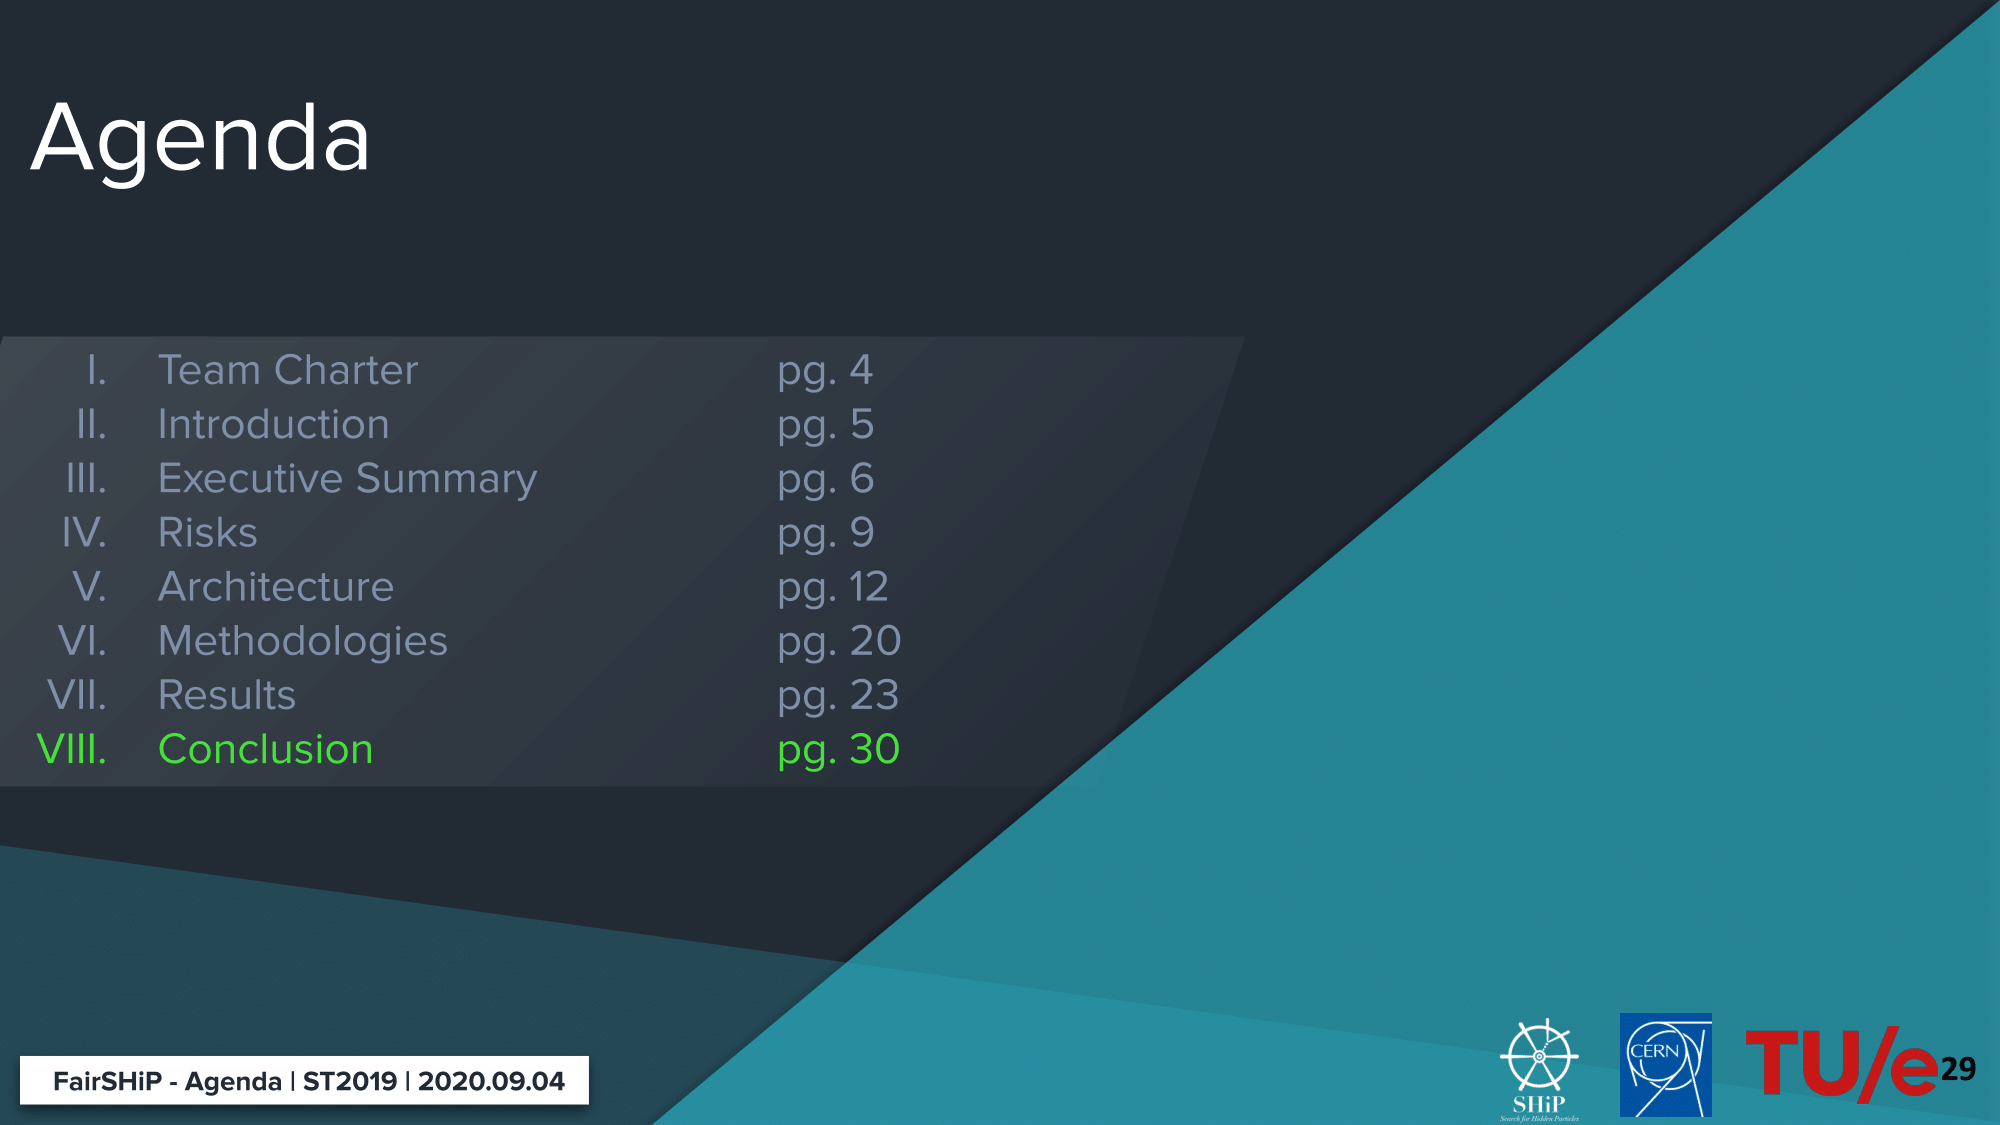 Agenda
I. Team Charter pg. 4
II. Introduction pg. 5
III. Executive Summary pg. 6
IV. Risks pg. 9
V. Architecture pg. 12
VI. Methodologies pg. 20
VII. Results pg. 23
VIII. Conclusion pg. 30
FairSHiP - Agenda | ST2019 | 2020.09.04
SHiP
Search for Hidden Particles
CERN
TU/e
29